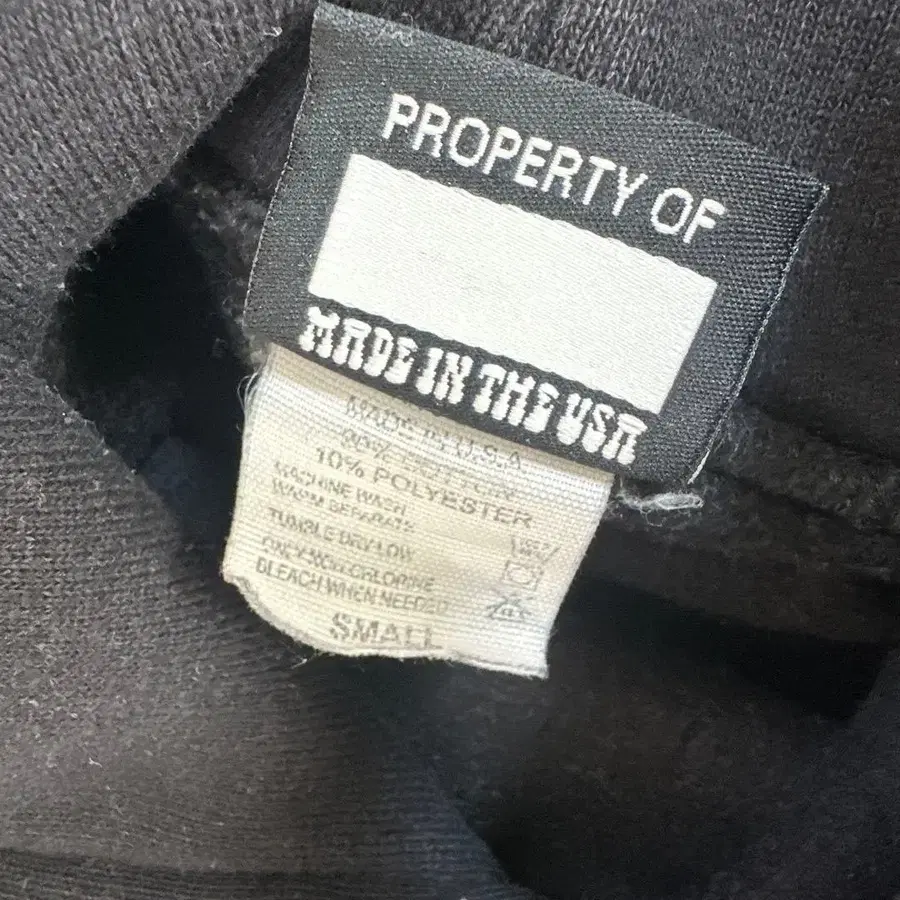 PROPERTY OF
MADE IN THE USA
MADE IN U.S.A
90% COTTON
10% POLYESTER
MACHINE WASH
WARM SEPARATE
TUMBLE DRY LOW
ONLY NON CHLORINE
BLEACH WHEN NEEDED
SMALL